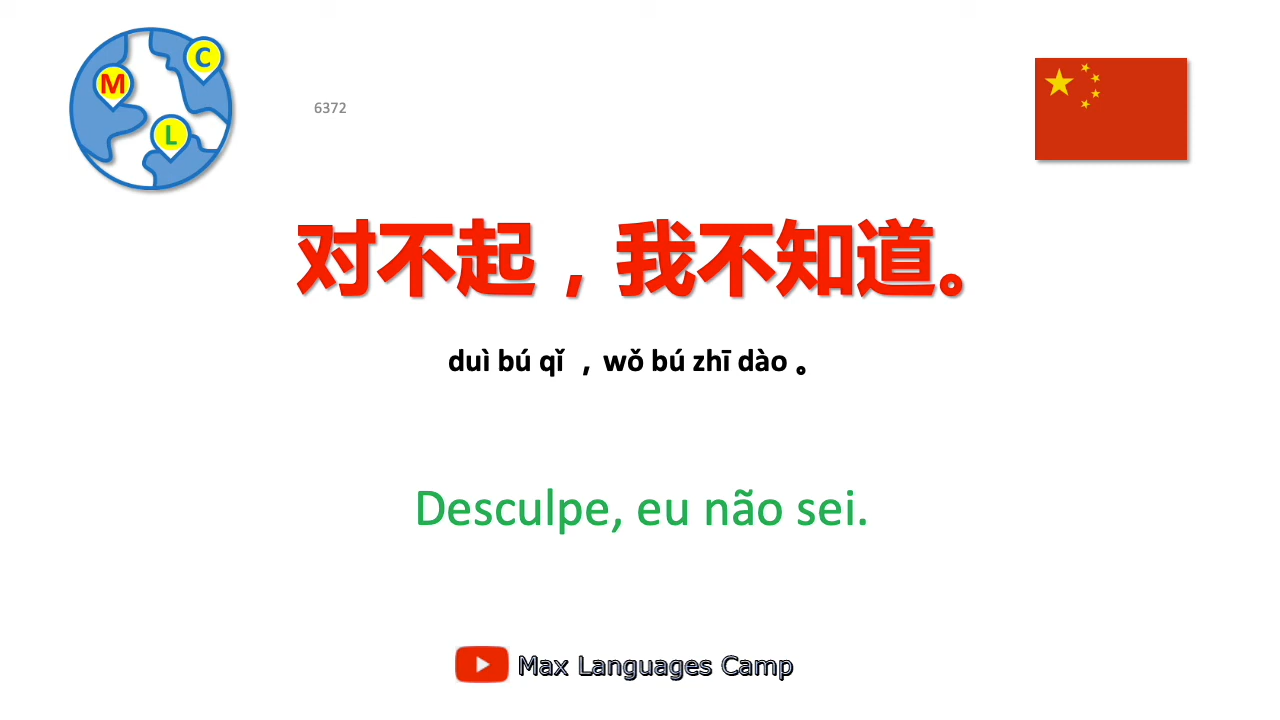 M
C
L
6372
对不起，我不知道。
duì bú qǐ ，wǒ bú zhī dào 。
Desculpe, eu não sei.
Max Languages Camp